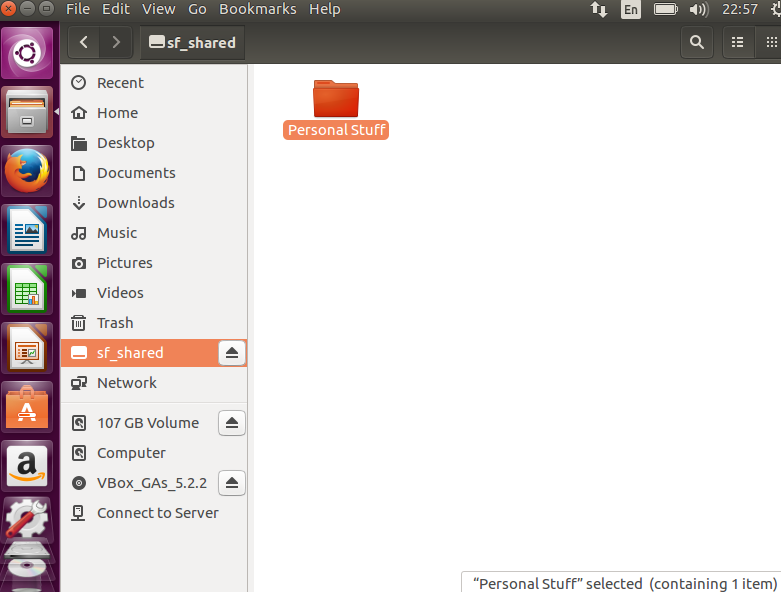 File Edit View Go Bookmarks Help En 22:57
sf_shared
Recent
Home
Personal Stuff
Desktop
Documents
Downloads
Music
Pictures
Videos
Trash
sf_shared
Network
107 GB Volume
Computer
VBox_GAs_5.2.2
Connect to Server
“Personal Stuff” selected (containing 1 item)